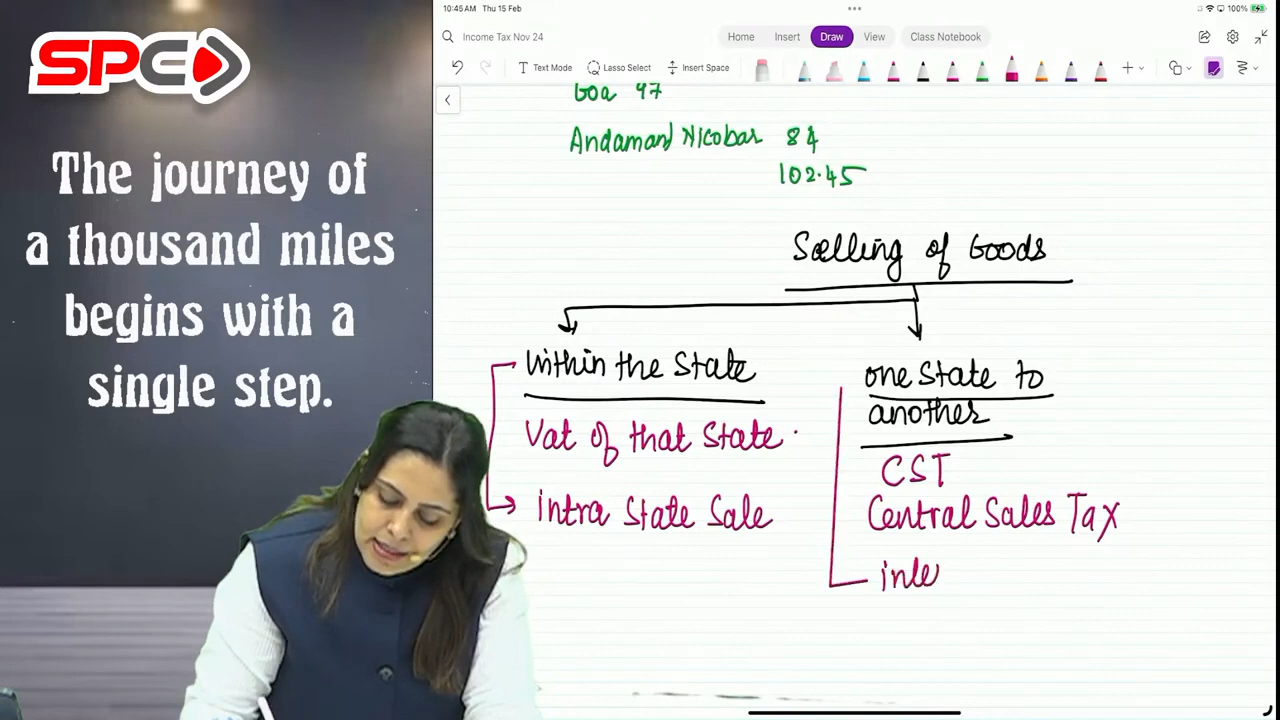 10:45 AM Thu 15 Feb
100%
SPC
The journey of
a thousand miles
begins with a
single step.
Income Tax Nov 24
Home Insert Draw View Class Notebook
Text Mode Lasso Select Insert Space
Goa 97
Andaman Nicobar 84
102.45
Selling of Goods
Within the State
one State to
another
Vat of that State
CST
Central Sales Tax
intra State Sale
inte